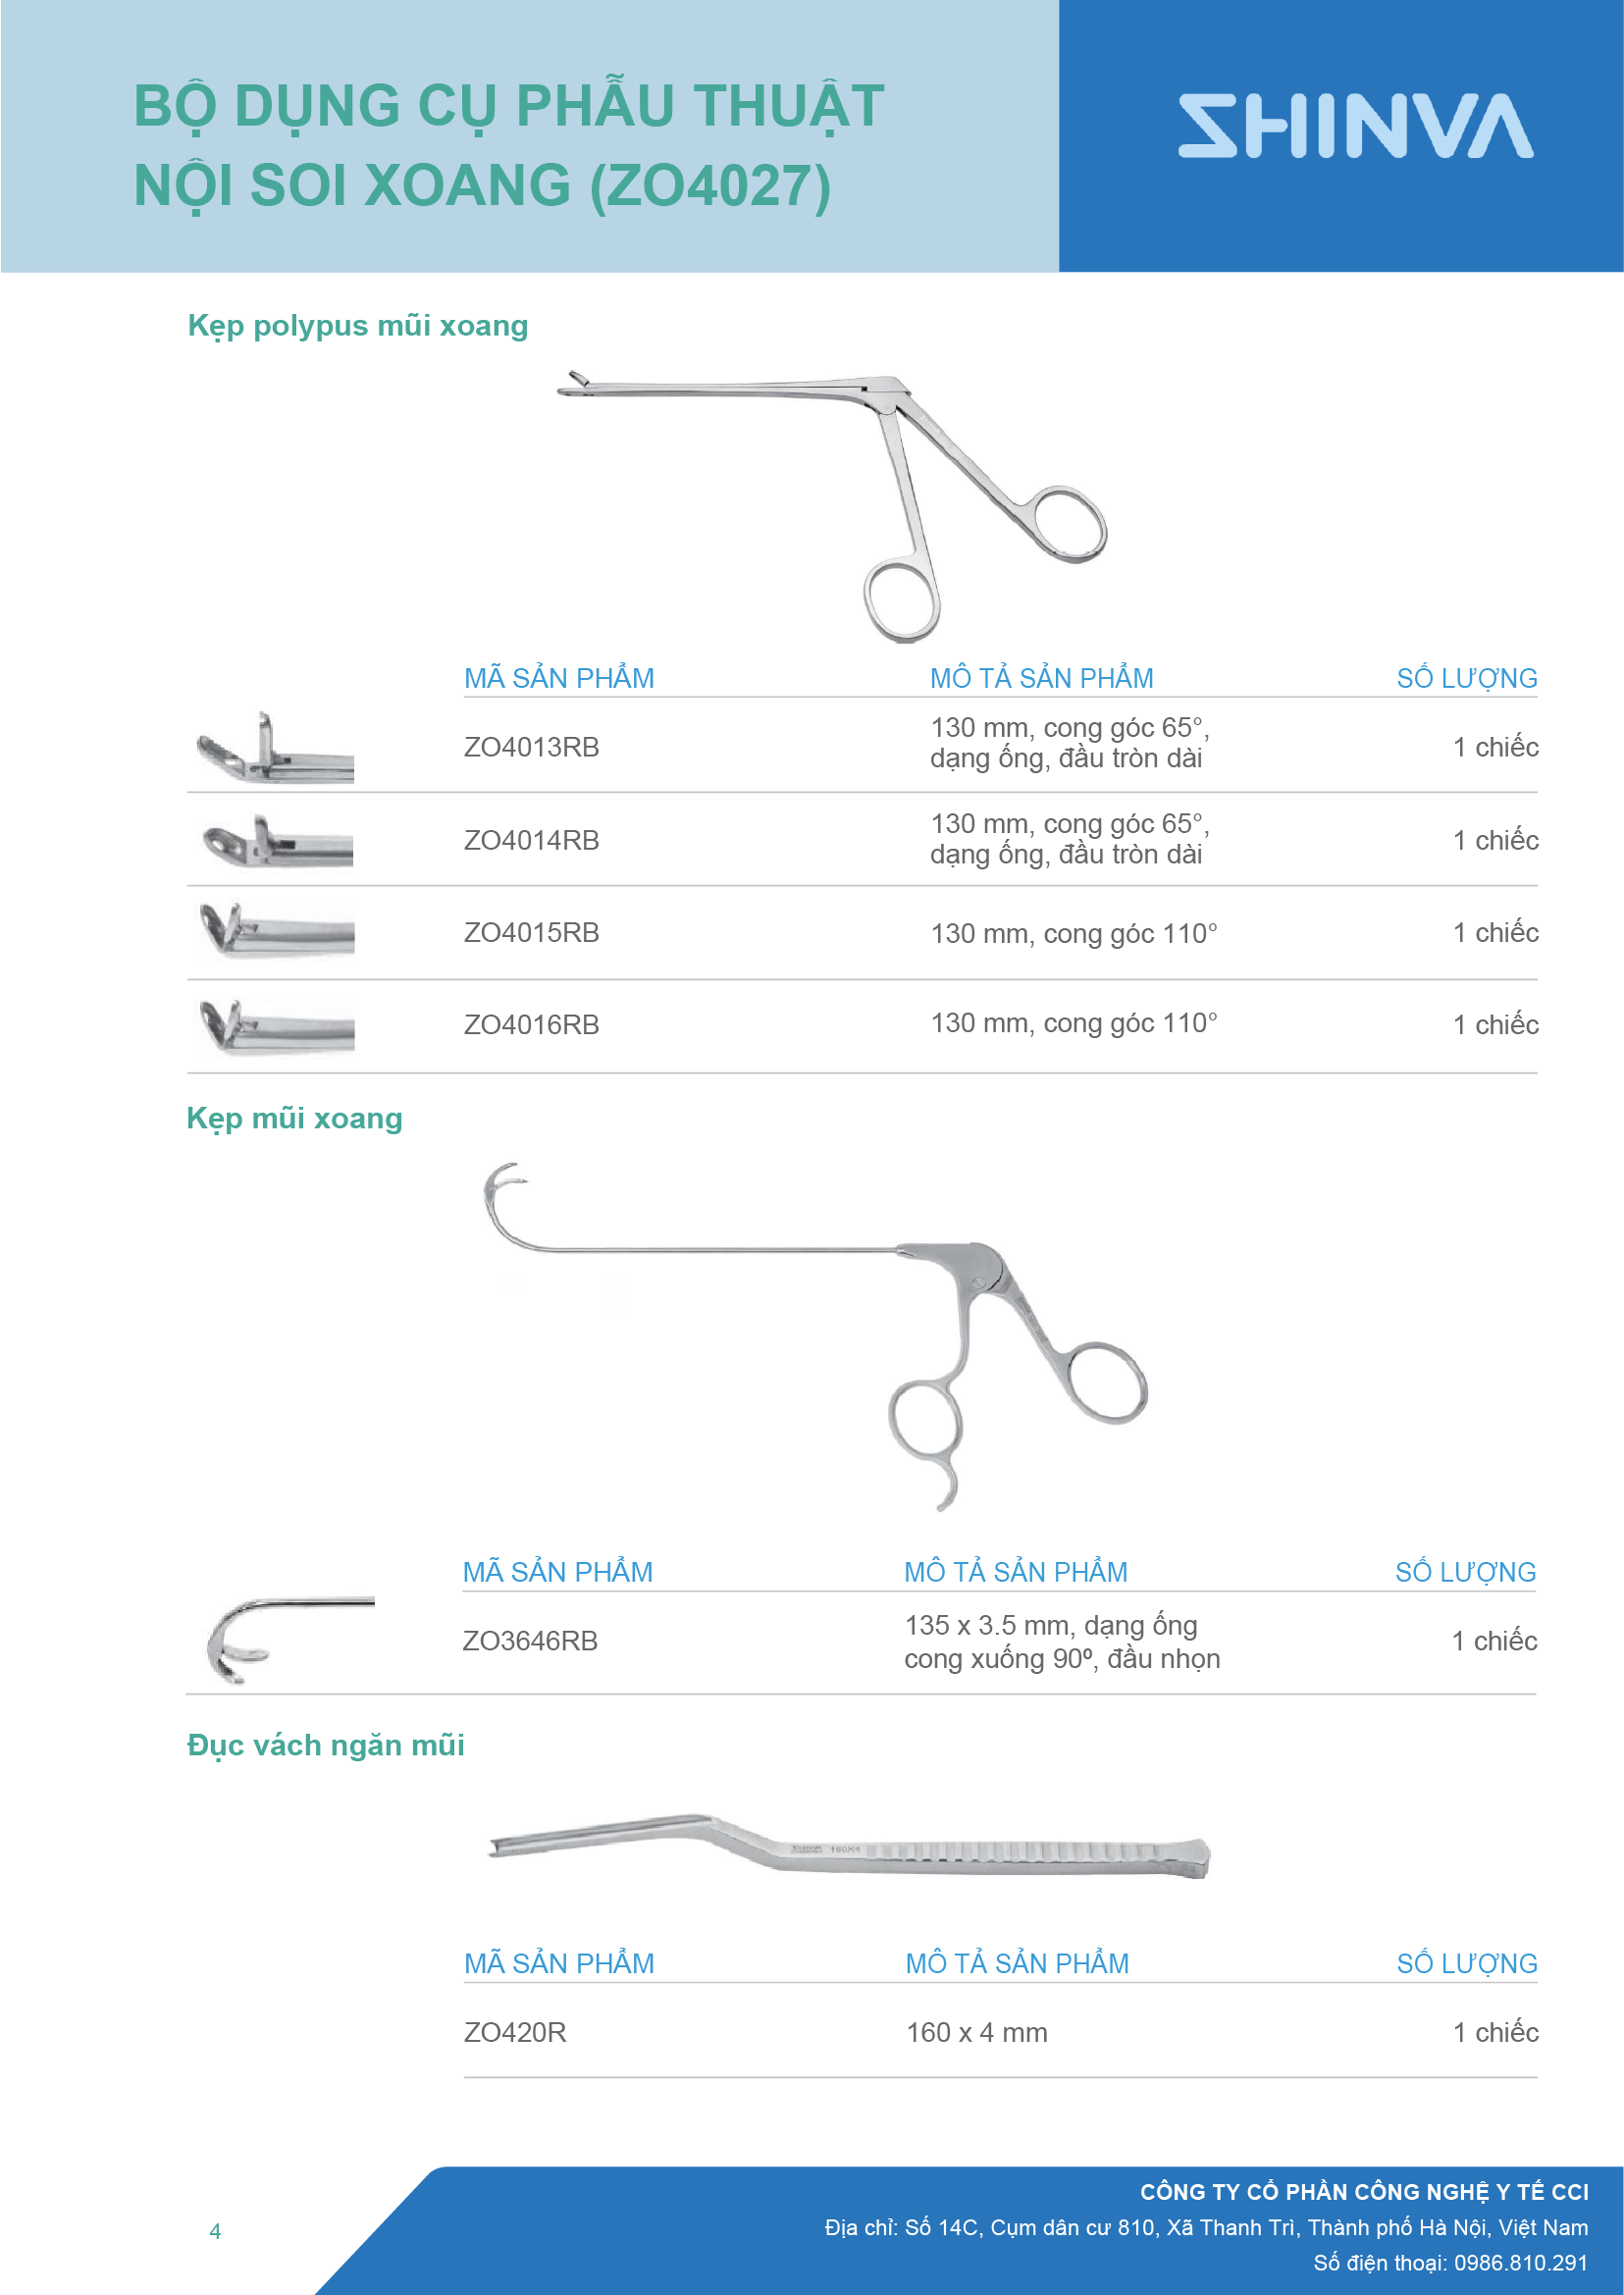 BỘ DỤNG CỤ PHẪU THUẬT
NỘI SOI XOANG (ZO4027)
SHINVA
Kẹp polypus mũi xoang
MÃ SẢN PHẨM MÔ TẢ SẢN PHẨM SỐ LƯỢNG
ZO4013RB 130 mm, cong góc 65°, 1 chiếc
dạng ống, đầu tròn dài
ZO4014RB 130 mm, cong góc 65°, 1 chiếc
dạng ống, đầu tròn dài
ZO4015RB 130 mm, cong góc 110° 1 chiếc
ZO4016RB 130 mm, cong góc 110° 1 chiếc
Kẹp mũi xoang
MÃ SẢN PHẨM MÔ TẢ SẢN PHẨM SỐ LƯỢNG
ZO3646RB 135 x 3.5 mm, dạng ống 1 chiếc
cong xuống 90º, đầu nhọn
Đục vách ngăn mũi
160X4
MÃ SẢN PHẨM MÔ TẢ SẢN PHẨM SỐ LƯỢNG
ZO420R 160 x 4 mm 1 chiếc
CÔNG TY CỔ PHẦN CÔNG NGHỆ Y TẾ CCI
4
Địa chỉ: Số 14C, Cụm dân cư 810, Xã Thanh Trì, Thành phố Hà Nội, Việt Nam
Số điện thoại: 0986.810.291